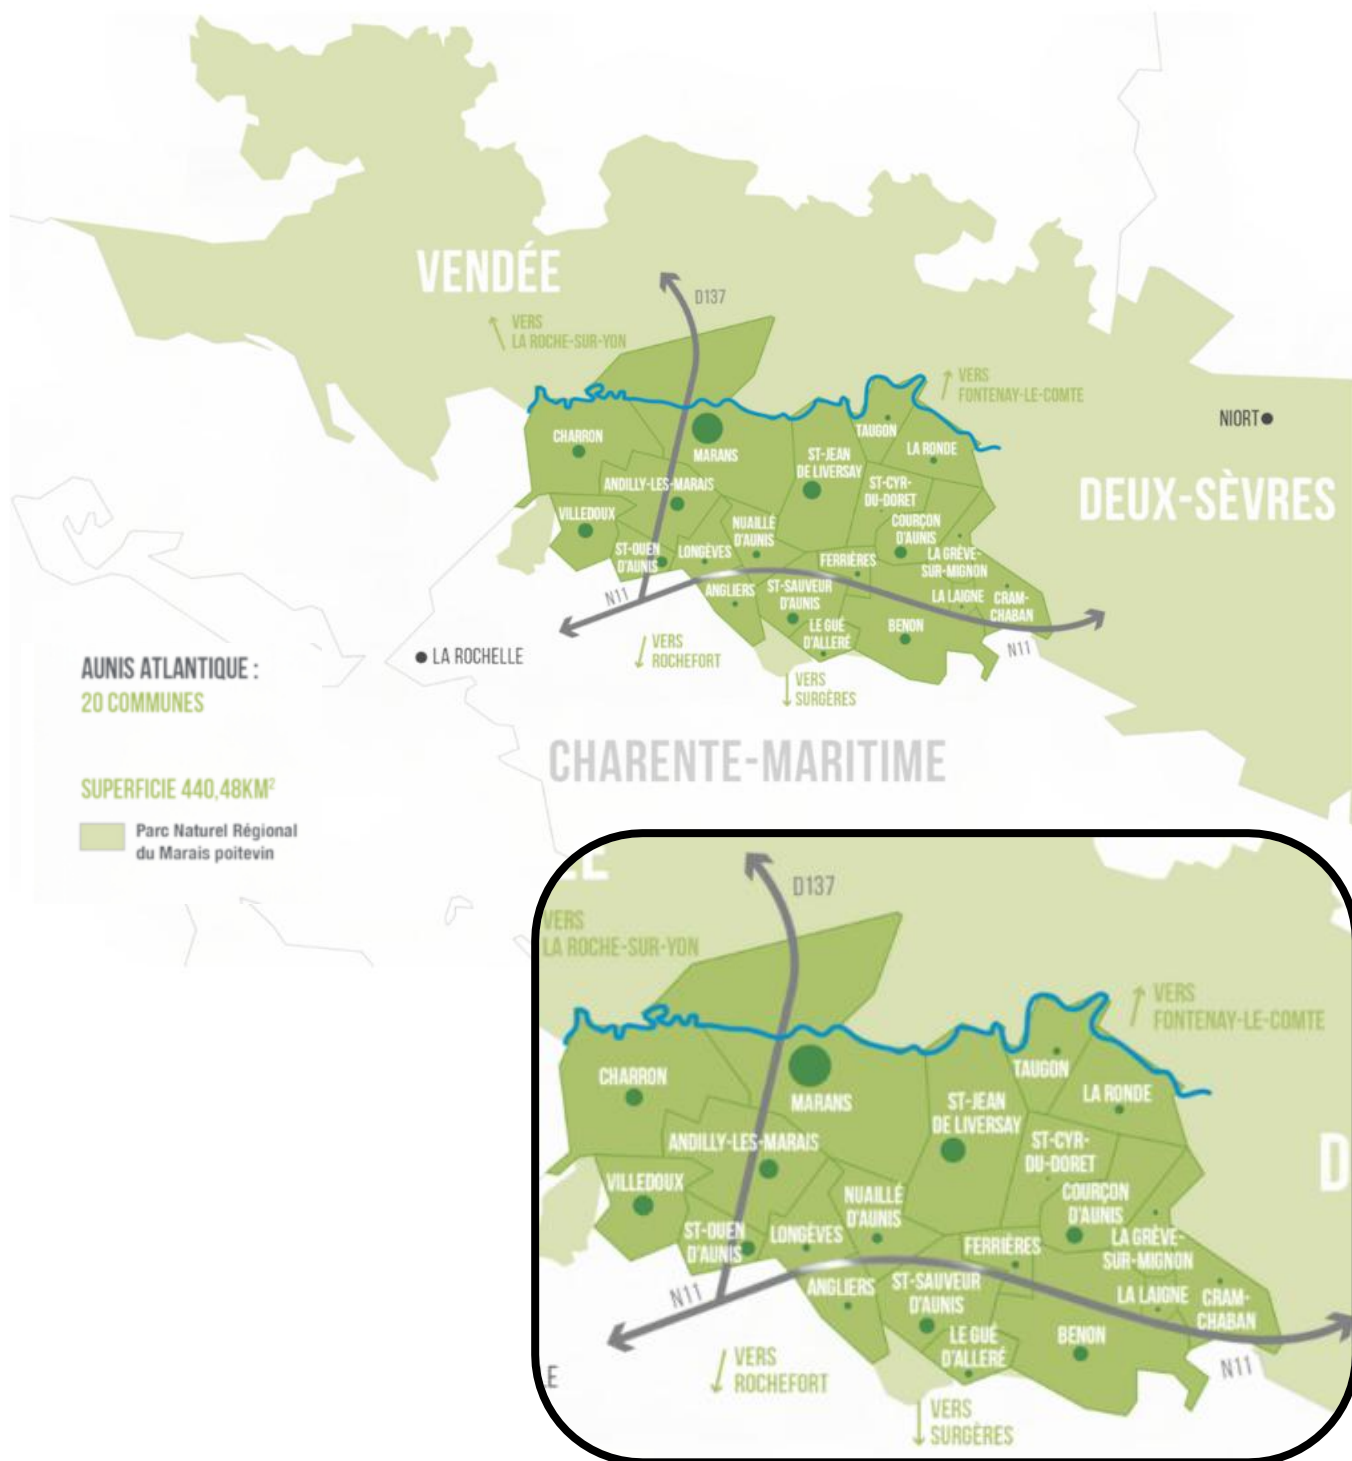 VENDÉE
D137
VERS
LA ROCHE-SUR-YON
VERS
FONTENAY-LE-COMTE
NIORT
DEUX-SÈVRES
CHARRON
MARANS
TAUGON
LA RONDE
ST-JEAN
DE LIVERSAY
ANDILLY-LES-MARAIS
ST-CYR-
DU-DORET
VILLEDOUX
NUAILLÉ
D'AUNIS
COURÇON
D'AUNIS
ST-OUEN
D'AUNIS
LONGÈVES
FERRIÈRES
LA GRÈVE-
SUR-MIGNON
ANGLIERS
ST-SAUVEUR
D'AUNIS
LA LAIGNE
CRAM-
CHABAN
N11
LE GUÉ
D'ALLERÉ
BENON
N11
VERS
ROCHEFORT
VERS
SURGÈRES
LA ROCHELLE
AUNIS ATLANTIQUE :
20 COMMUNES
CHARENTE-MARITIME
SUPERFICIE 440,48KM²
Parc Naturel Régional
du Marais poitevin
ÉE
D137
VERS
LA ROCHE-SUR-YON
VERS
FONTENAY-LE-COMTE
CHARRON
MARANS
TAUGON
LA RONDE
ST-JEAN
DE LIVERSAY
ANDILLY-LES-MARAIS
ST-CYR-
DU-DORET
D
VILLEDOUX
NUAILLÉ
D'AUNIS
COURÇON
D'AUNIS
ST-OUEN
D'AUNIS
LONGÈVES
FERRIÈRES
LA GRÈVE-
SUR-MIGNON
ANGLIERS
ST-SAUVEUR
D'AUNIS
LA LAIGNE
CRAM-
CHABAN
N11
LE GUÉ
D'ALLERÉ
BENON
N11
LE
VERS
ROCHEFORT
VERS
SURGÈRES